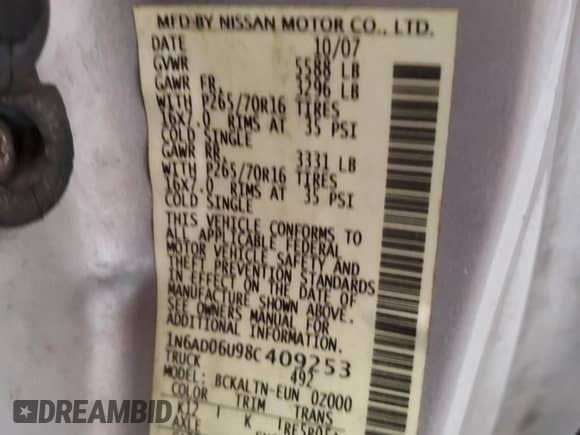 MFD·BY NISSAN MOTOR CO., LTD.
DATE 10/07
GVWR 5588 LB
GAWR FR. 3296 LB
WITH P265/70R16 TIRES
16X7.0 RIMS AT 35 PSI
COLD SINGLE
GAWR RR. 3331 LB
WITH P265/70R16 TIRES
16X7.0 RIMS AT 35 PSI
COLD SINGLE
THIS VEHICLE CONFORMS TO
ALL APPLICABLE FEDERAL
MOTOR VEHICLE SAFETY AND
THEFT PREVENTION STANDARDS
IN EFFECT ON THE DATE OF
MANUFACTURE SHOWN ABOVE.
SEE OWNERS MANUAL FOR
ADDITIONAL INFORMATION.
1N6AD06U98C409253
TRUCK 492
MODEL: BCKALTN-EUN 02000
COLOR TRIM TRANS
K12 K RE5R05
AXLE
DREAMBID